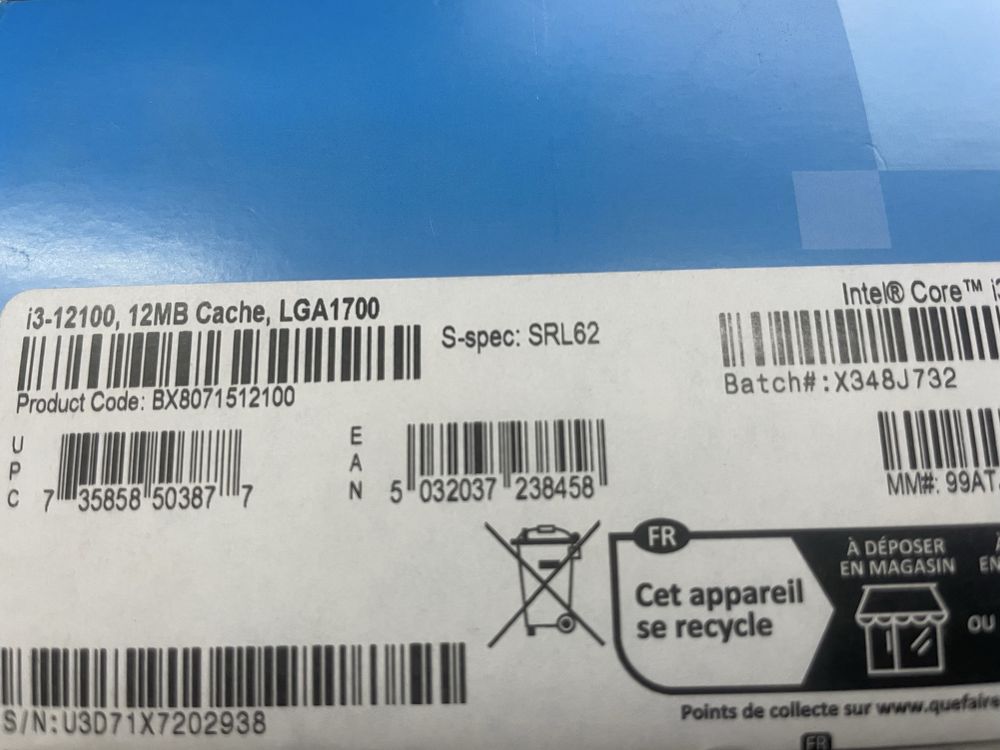 i3-12100, 12MB Cache, LGA1700
S-spec: SRL62
Product Code: BX8071512100
Intel® Core™
Batch#:X348J732
U P C
7 35858 50387 7
E A N
5 032037 238458
MM#: 99AT
FR
Cet appareil
se recycle
À DÉPOSER
EN MAGASIN
OU
Points de collecte sur www.quefaire
S/N:U3D71X7202938
FR